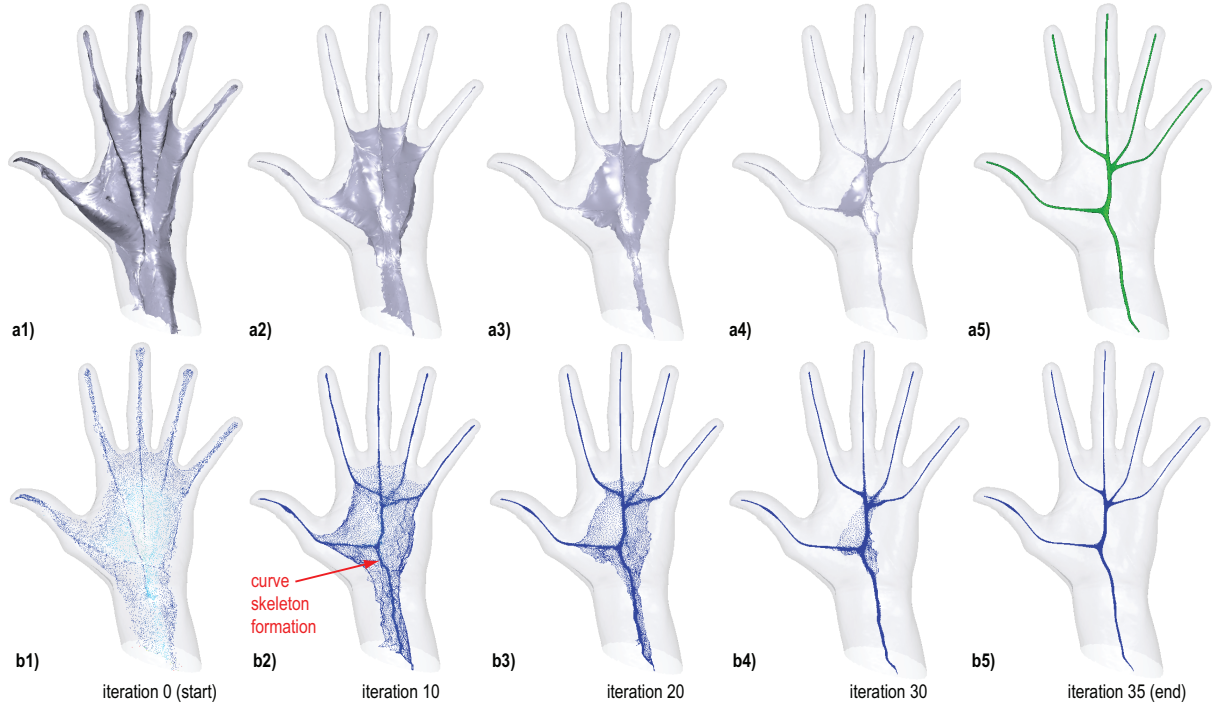 a1)
a2)
a3)
a4)
a5)
curve
skeleton
formation
b1)
b2)
b3)
b4)
b5)
iteration 0 (start)
iteration 10
iteration 20
iteration 30
iteration 35 (end)